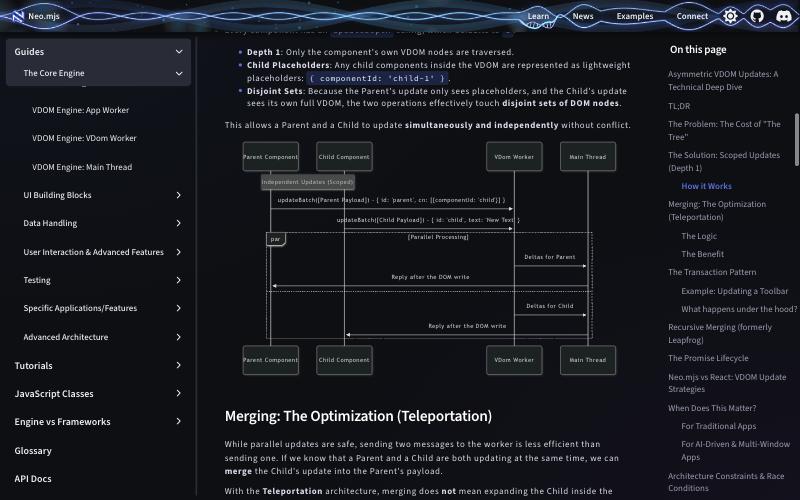 Neo.mjs
Learn
News
Examples
Connect
Guides
The Core Engine
VDOM Engine: App Worker
VDOM Engine: VDom Worker
VDOM Engine: Main Thread
UI Building Blocks
Data Handling
User Interaction & Advanced Features
Testing
Specific Applications/Features
Advanced Architecture
Tutorials
JavaScript Classes
Engine vs Frameworks
Glossary
API Docs
Depth 1: Only the component's own VDOM nodes are traversed.
Child Placeholders: Any child components inside the VDOM are represented as lightweight
placeholders: { componentId: 'child-1' }.
Disjoint Sets: Because the Parent's update only sees placeholders, and the Child's update
sees its own full VDOM, the two operations effectively touch disjoint sets of DOM nodes.
This allows a Parent and a Child to update simultaneously and independently without conflict.
Parent Component
Child Component
VDom Worker
Main Thread
Independent Updates (Scoped)
updateBatch([Parent Payload]) - { id: 'parent', cn: [{componentId: 'child'}] }
updateBatch([Child Payload]) - { id: 'child', text: 'New Text' }
par
[Parallel Processing]
Deltas for Parent
Reply after the DOM write
Deltas for Child
Reply after the DOM write
Parent Component
Child Component
VDom Worker
Main Thread
Merging: The Optimization (Teleportation)
While parallel updates are safe, sending two messages to the worker is less efficient than
sending one. If we know that a Parent and a Child are both updating at the same time, we can
merge the Child's update into the Parent's payload.
With the Teleportation architecture, merging does not mean expanding the Child inside the
On this page
Asymmetric VDOM Updates: A
Technical Deep Dive
TL;DR
The Problem: The Cost of "The
Tree"
The Solution: Scoped Updates
(Depth 1)
How it Works
Merging: The Optimization
(Teleportation)
The Logic
The Benefit
The Transaction Pattern
Example: Updating a Toolbar
What happens under the hood?
Recursive Merging (formerly
Leapfrog)
The Promise Lifecycle
Neo.mjs vs React: VDOM Update
Strategies
When Does This Matter?
For Traditional Apps
For AI-Driven & Multi-Window
Apps
Architecture Constraints & Race
Conditions